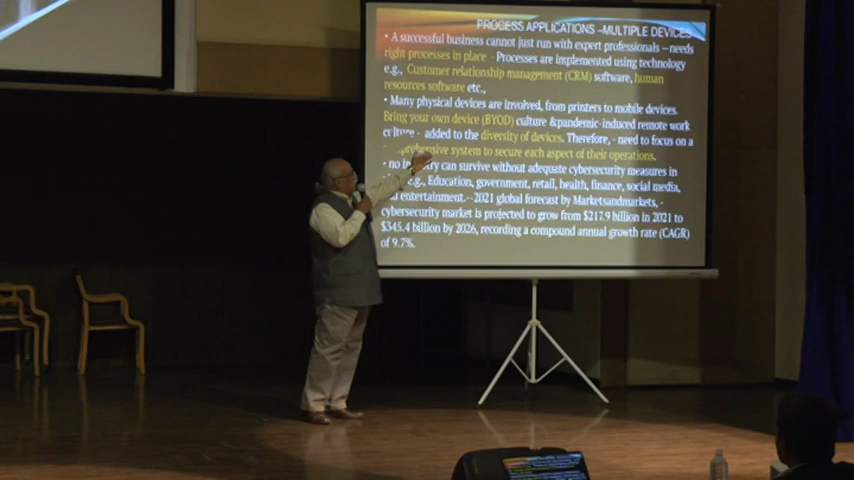 PROCESS APPLICATIONS –MULTIPLE DEVICES
• A successful business cannot just run with expert professionals – needs
right processes in place - Processes are implemented using technology
e.g., Customer relationship management (CRM) software, human
resources software etc.,
• Many physical devices are involved, from printers to mobile devices.
Bring your own device (BYOD) culture &pandemic-induced remote work
culture - added to the diversity of devices. Therefore, - need to focus on a
system to secure each aspect of their operations.
• no industry can survive without adequate cybersecurity measures in
e.g., Education, government, retail, health, finance, social media,
entertainment.--2021 global forecast by Marketsandmarkets, -
cybersecurity market is projected to grow from $217.9 billion in 2021 to
$345.4 billion by 2026, recording a compound annual growth rate (CAGR)
of 9.7%.